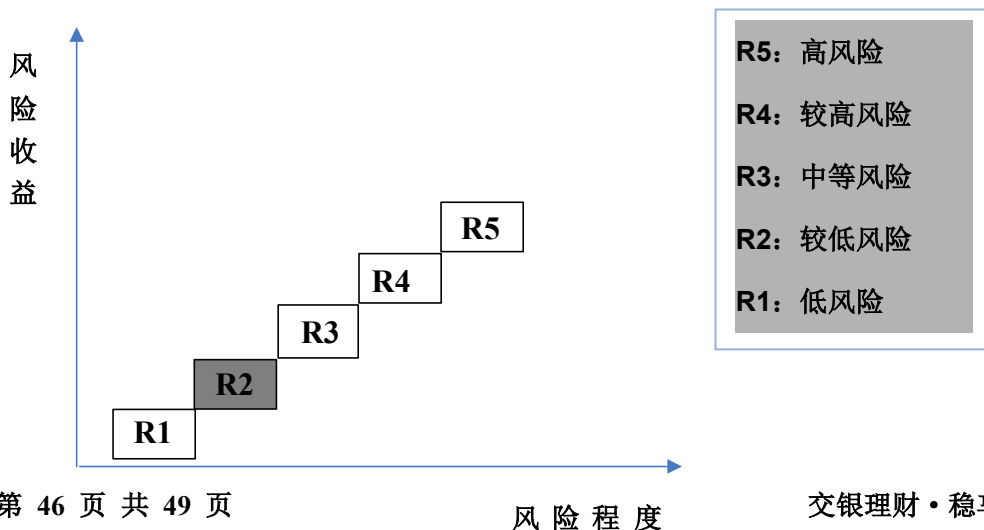 风险收益
R5：高风险
R4：较高风险
R3：中等风险
R2：较低风险
R1：低风险
R5
R4
R3
R2
R1
第 46 页 共 49 页
风 险 程 度
交银理财·稳